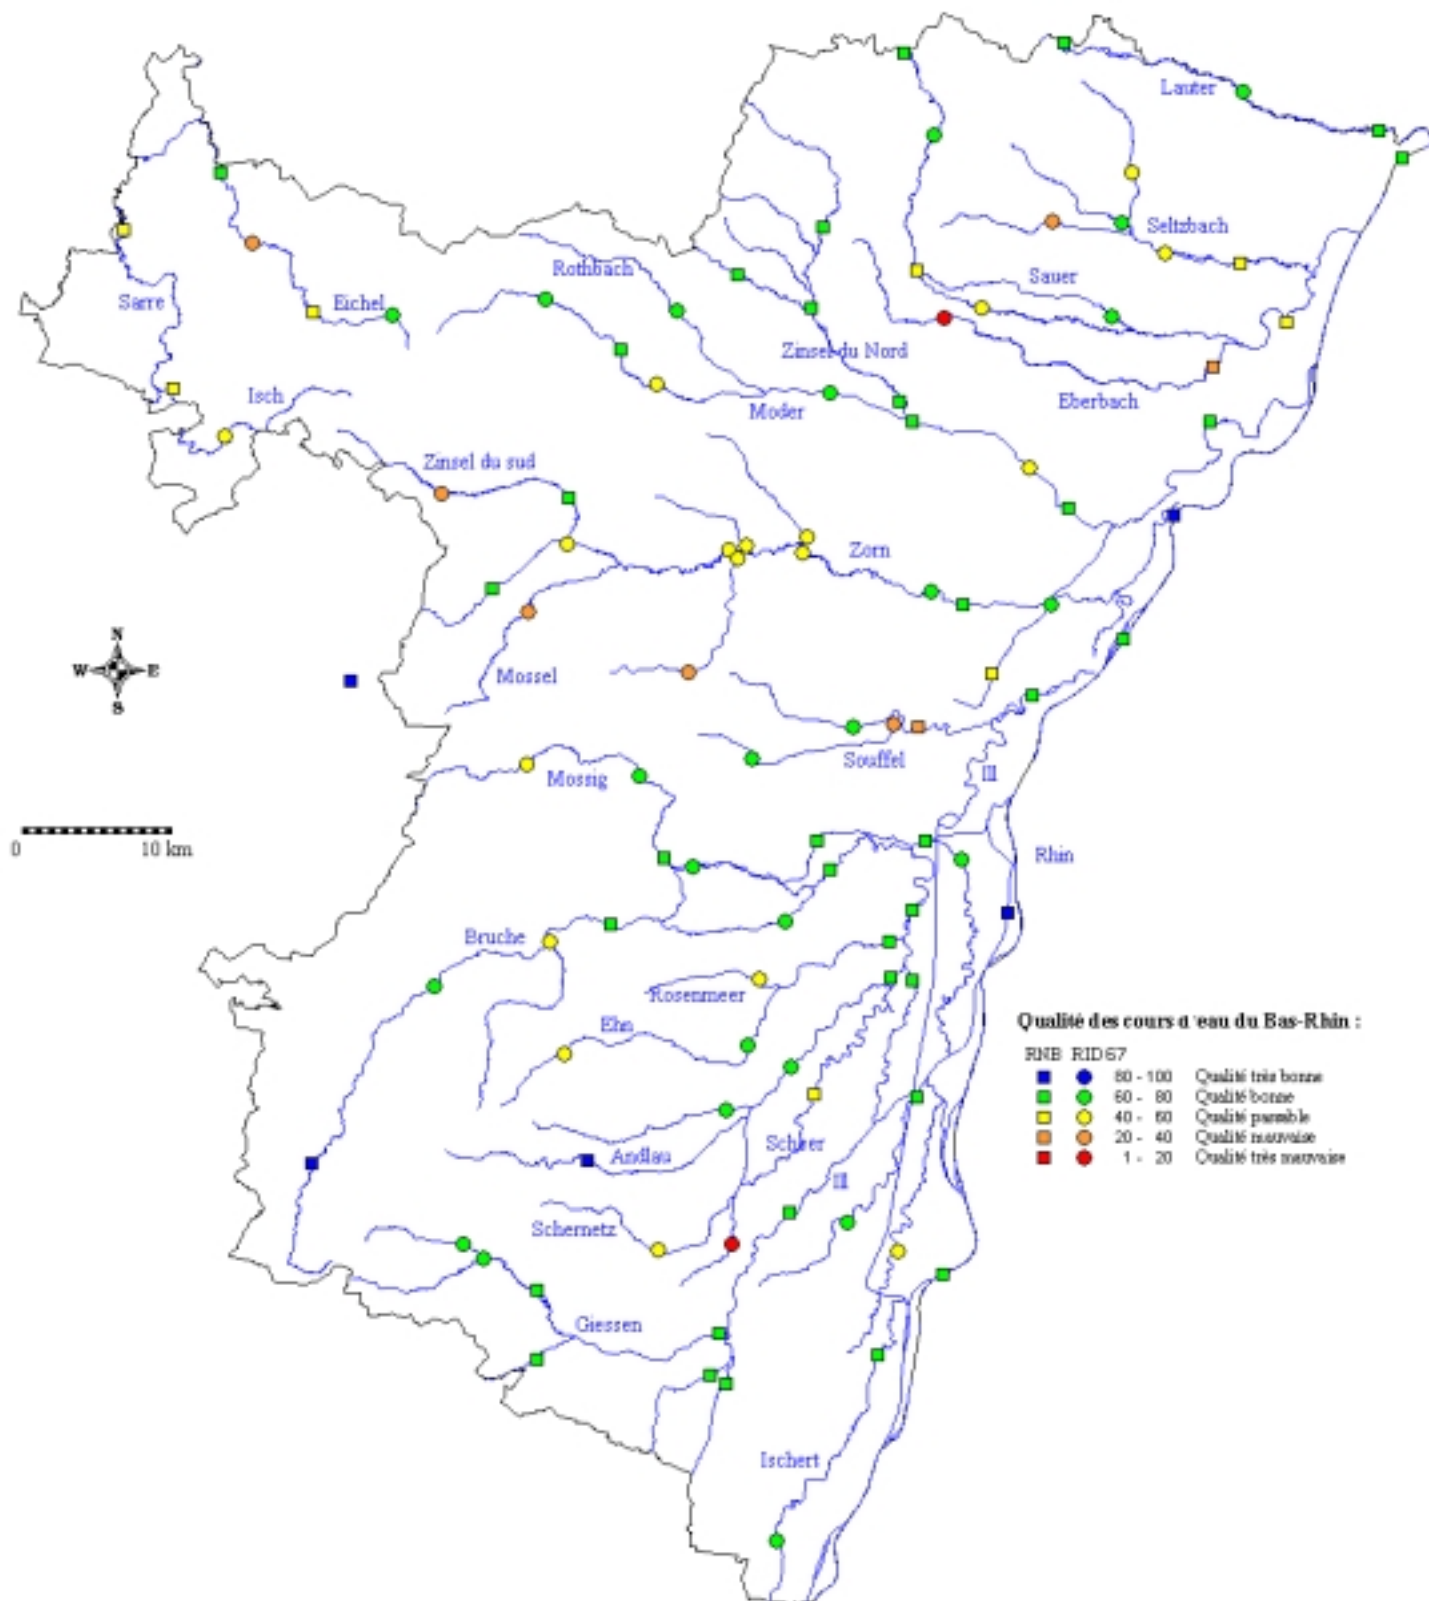 Lauter
Seltzbach
Rothbach
Sauer
Sarre
Eichel
Zinsel du Nord
Isch
Moder
Eberbach
Zinsel du sud
Zorn
N
W E
S
Mossel
Souffel
Mossig
Ill
0 10 km
Rhin
Bruche
Rosenmeer
Ehn
Qualité des cours d'eau du Bas-Rhin :
RNB RID67
80 - 100 Qualité très bonne
60 - 80 Qualité bonne
40 - 60 Qualité passable
20 - 40 Qualité mauvaise
1 - 20 Qualité très mauvaise
Scheer
Andlau
Ill
Schernetz
Giessen
Ischert